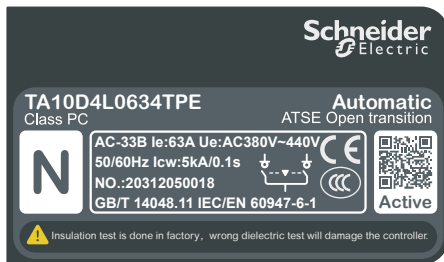 Schneider
Electric
TA10D4L0634TPE
Automatic
Class PC
ATSE Open transition
N
AC-33B Ie:63A Ue:AC380V~440V
50/60Hz Icw:5kA/0.1s
NO.:20312050018
GB/T 14048.11 IEC/EN 60947-6-1
CE
CCC
Active
Insulation test is done in factory, wrong dielectric test will damage the controller.